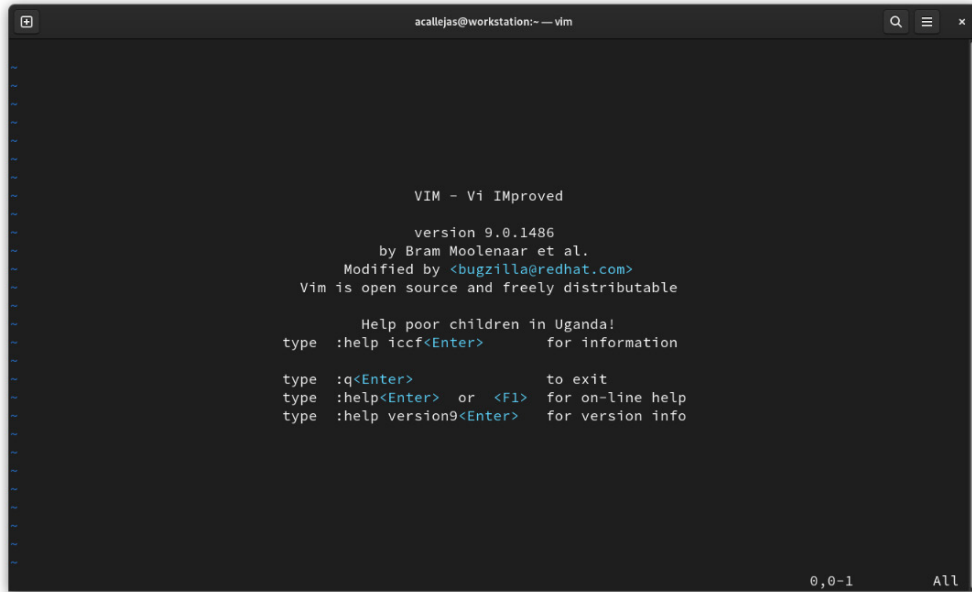 acallejas@workstation:~ — vim
~
~
~
~
~
~
~
~
VIM - Vi IMproved
~
version 9.0.1486
~
by Bram Moolenaar et al.
~
Modified by <bugzilla@redhat.com>
~
Vim is open source and freely distributable
~
~
Help poor children in Uganda!
~
type :help iccf<Enter> for information
~
~
type :q<Enter> to exit
~
type :help<Enter> or <F1> for on-line help
~
type :help version9<Enter> for version info
~
~
~
~
~
~
~
~
0,0-1 All